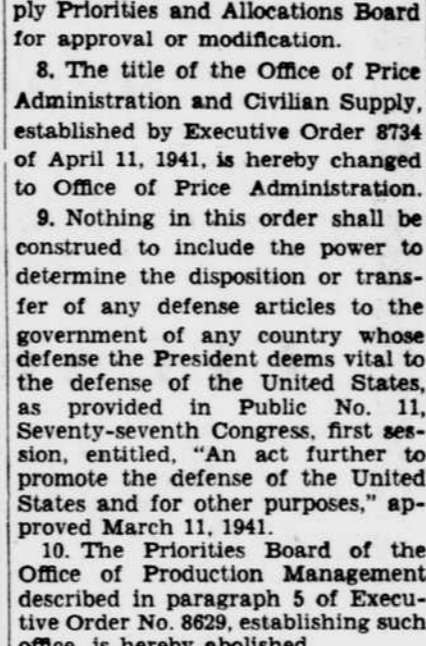 ply Priorities and Allocations Board
for approval or modification.
8. The title of the Office of Price
Administration and Civilian Supply,
established by Executive Order 8734
of April 11, 1941, is hereby changed
to Office of Price Administration.
9. Nothing in this order shall be
construed to include the power to
determine the disposition or trans-
fer of any defense articles to the
government of any country whose
defense the President deems vital to
the defense of the United States,
as provided in Public No. 11,
Seventy-seventh Congress, first ses-
sion, entitled, “An act further to
promote the defense of the United
States and for other purposes,” ap-
proved March 11, 1941.
10. The Priorities Board of the
Office of Production Management
described in paragraph 5 of Execu-
tive Order No. 8629, establishing such
office, is hereby abolished